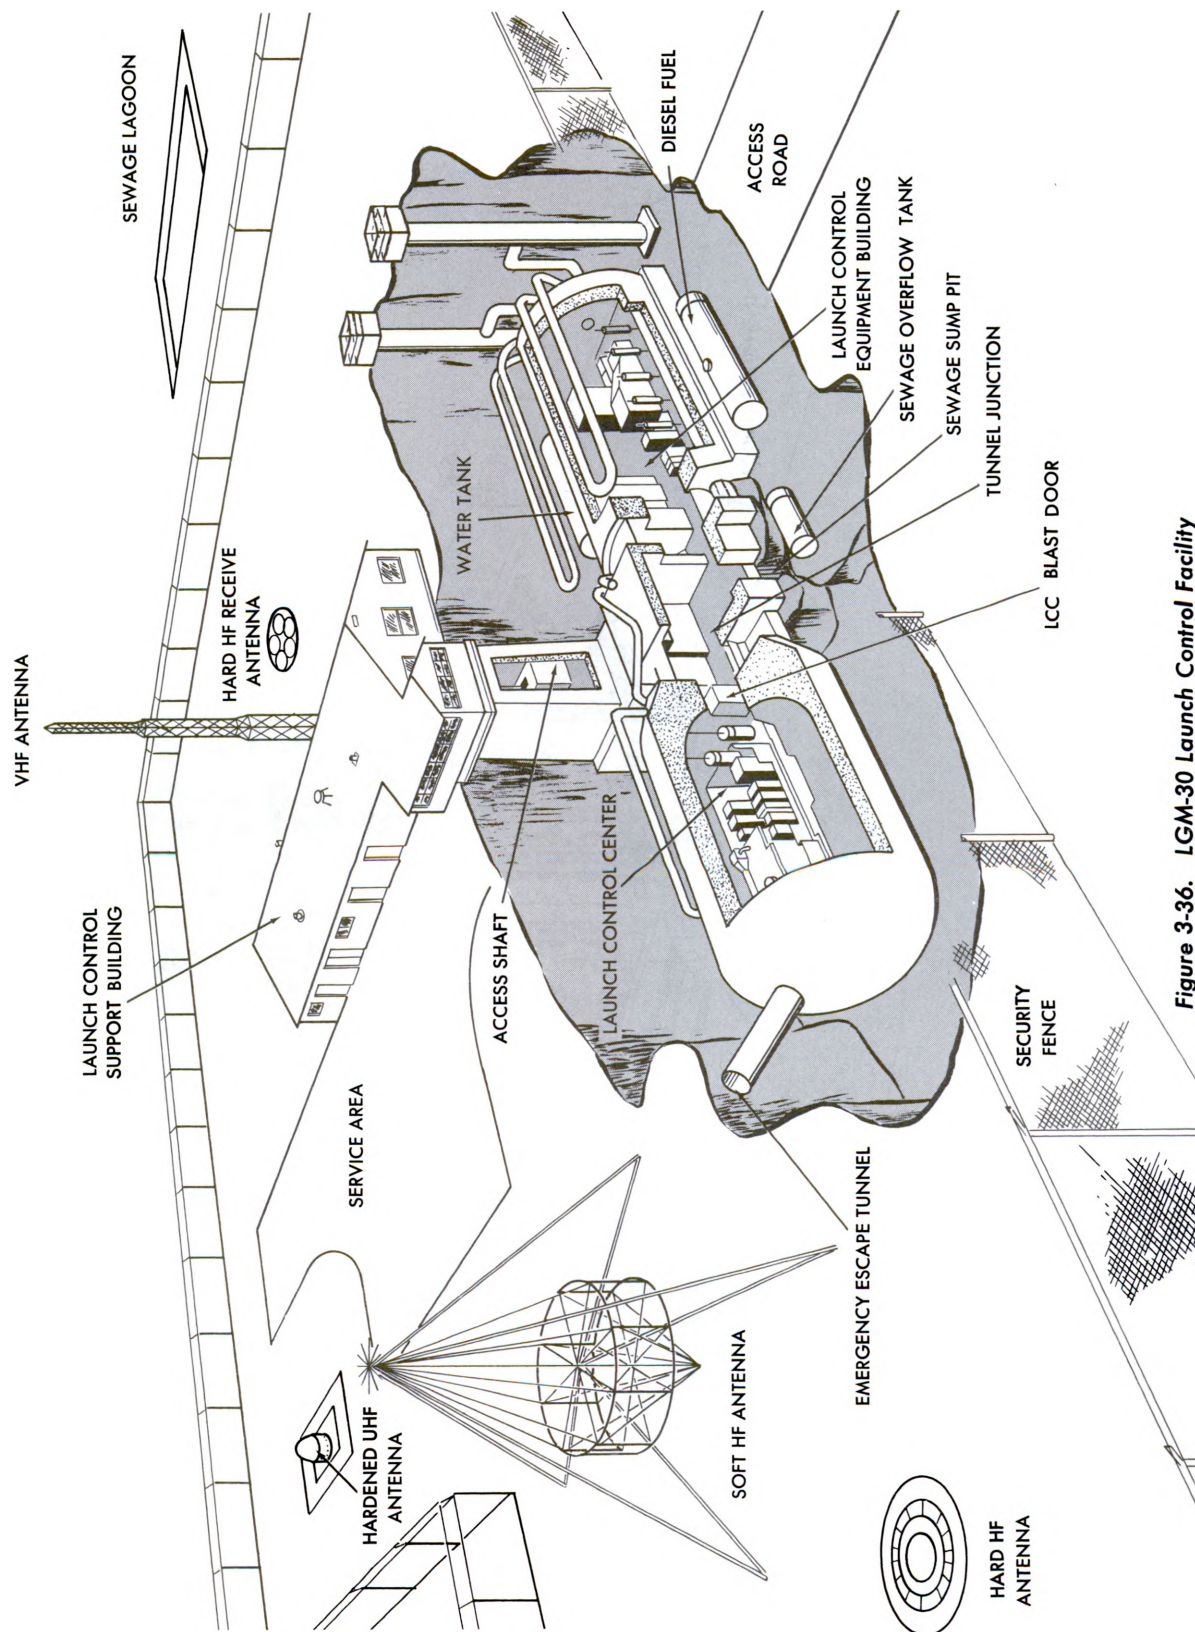 VHF ANTENNA
SEWAGE LAGOON
HARD HF RECEIVE
ANTENNA
LAUNCH CONTROL
SUPPORT BUILDING
SERVICE AREA
HARDENED UHF
ANTENNA
WATER TANK
ACCESS SHAFT
LAUNCH CONTROL CENTER
DIESEL FUEL
ACCESS
ROAD
LAUNCH CONTROL
EQUIPMENT BUILDING
SEWAGE OVERFLOW TANK
SEWAGE SUMP PIT
TUNNEL JUNCTION
LCC BLAST DOOR
SOFT HF ANTENNA
EMERGENCY ESCAPE TUNNEL
SECURITY
FENCE
HARD HF
ANTENNA
Figure 3-36. LGM-30 Launch Control Facility